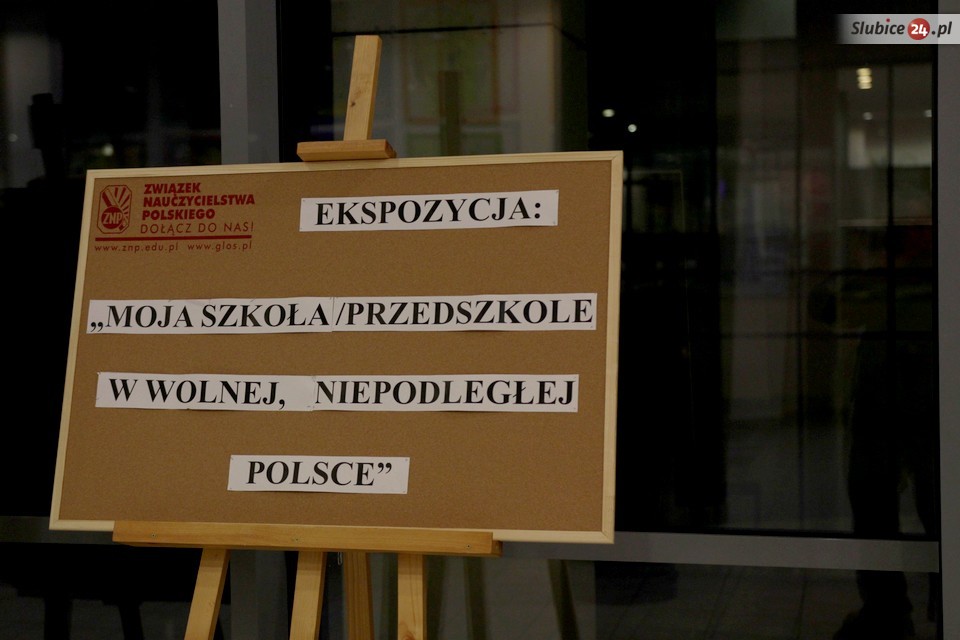 Slubice24.pl
ZNP
ZWIĄZEK
NAUCZYCIELSTWA
POLSKIEGO
DOŁĄCZ DO NAS!
www.znp.edu.pl www.glos.pl
EKSPOZYCJA:
„MOJA SZKOŁA/PRZEDSZKOLE
W WOLNEJ, NIEPODLEGŁEJ
POLSCE”